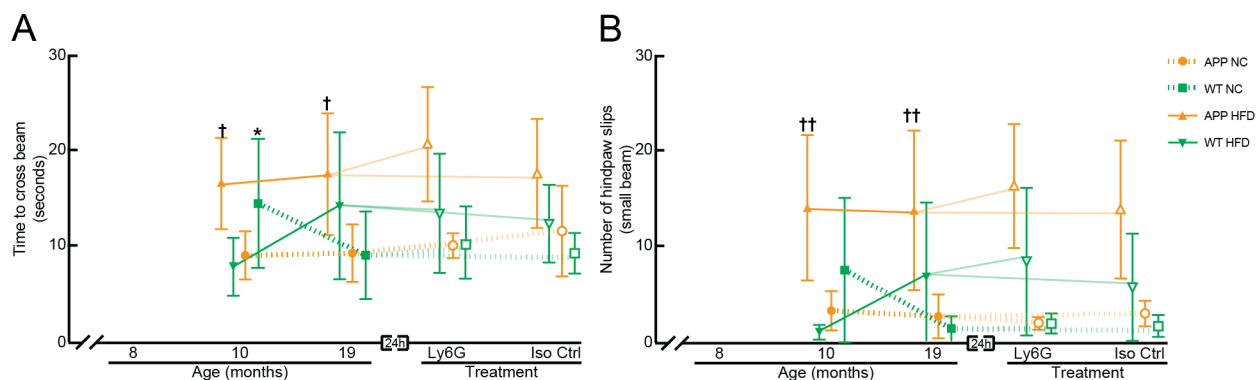 A
B
30
20
10
0
Time to cross beam
(seconds)
†
*
†
8
10
19
24h
Ly6G
Iso Ctrl
Age (months)
Treatment
30
20
10
0
Number of hindpaw slips
(small beam)
††
††
8
10
19
24h
Ly6G
Iso Ctrl
Age (months)
Treatment
APP NC
WT NC
APP HFD
WT HFD